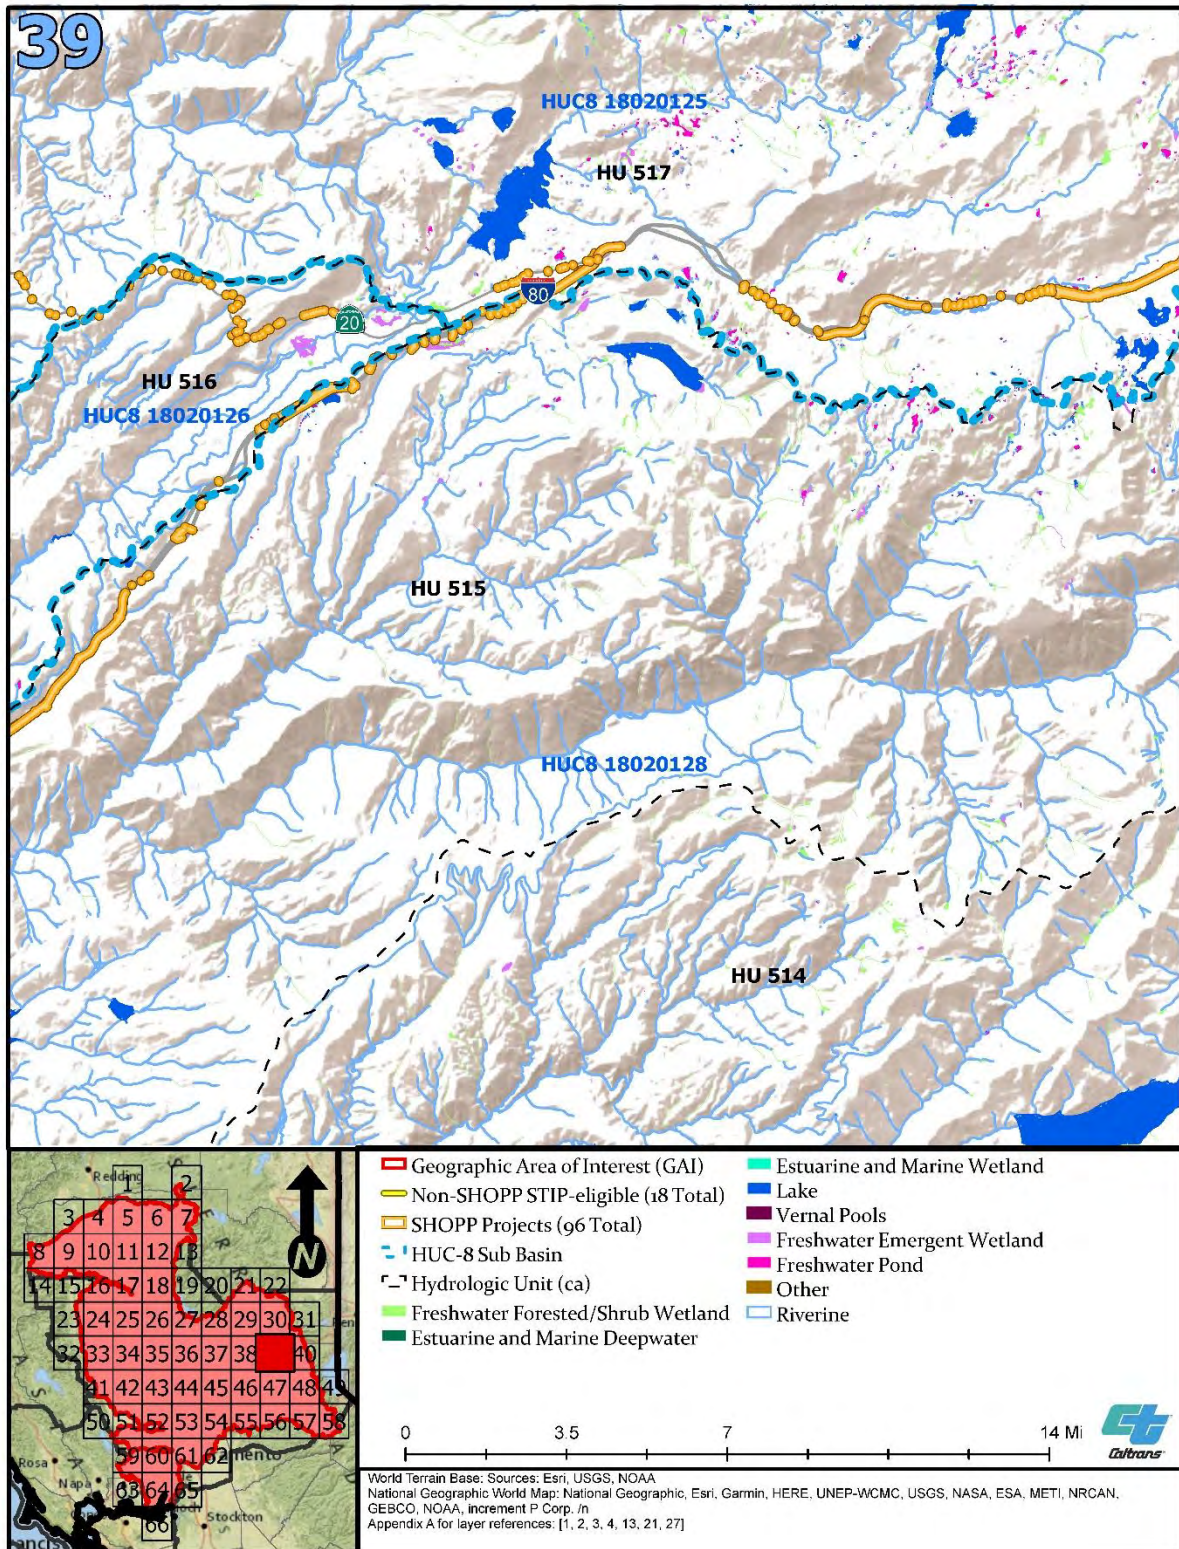 39
HUC8 18020125
HU 517
80
20
HU 516
HUC8 18020126
HU 515
HUC8 18020128
HU 514
Redding
1 2
3 4 5 6 7
8 9 10 11 12 13
14 15 16 17 18 19 20 21 22
23 24 25 26 27 28 29 30 31
32 33 34 35 36 37 38 40
41 42 43 44 45 46 47 48 49
50 51 52 53 54 55 56 57 58
59 60 61 62
63 64 65
66
Rosa
Napa
Stockton
N
Geographic Area of Interest (GAI)
Non-SHOPP STIP-eligible (18 Total)
SHOPP Projects (96 Total)
HUC-8 Sub Basin
Hydrologic Unit (ca)
Freshwater Forested/Shrub Wetland
Estuarine and Marine Deepwater
Estuarine and Marine Wetland
Lake
Vernal Pools
Freshwater Emergent Wetland
Freshwater Pond
Other
Riverine
0 3.5 7 14 Mi
Caltrans
World Terrain Base: Sources: Esri, USGS, NOAA
National Geographic World Map: National Geographic, Esri, Garmin, HERE, UNEP-WCMC, USGS, NASA, ESA, METI, NRCAN,
GEBCO, NOAA, increment P Corp. /n
Appendix A for layer references: [1, 2, 3, 4, 13, 21, 27]